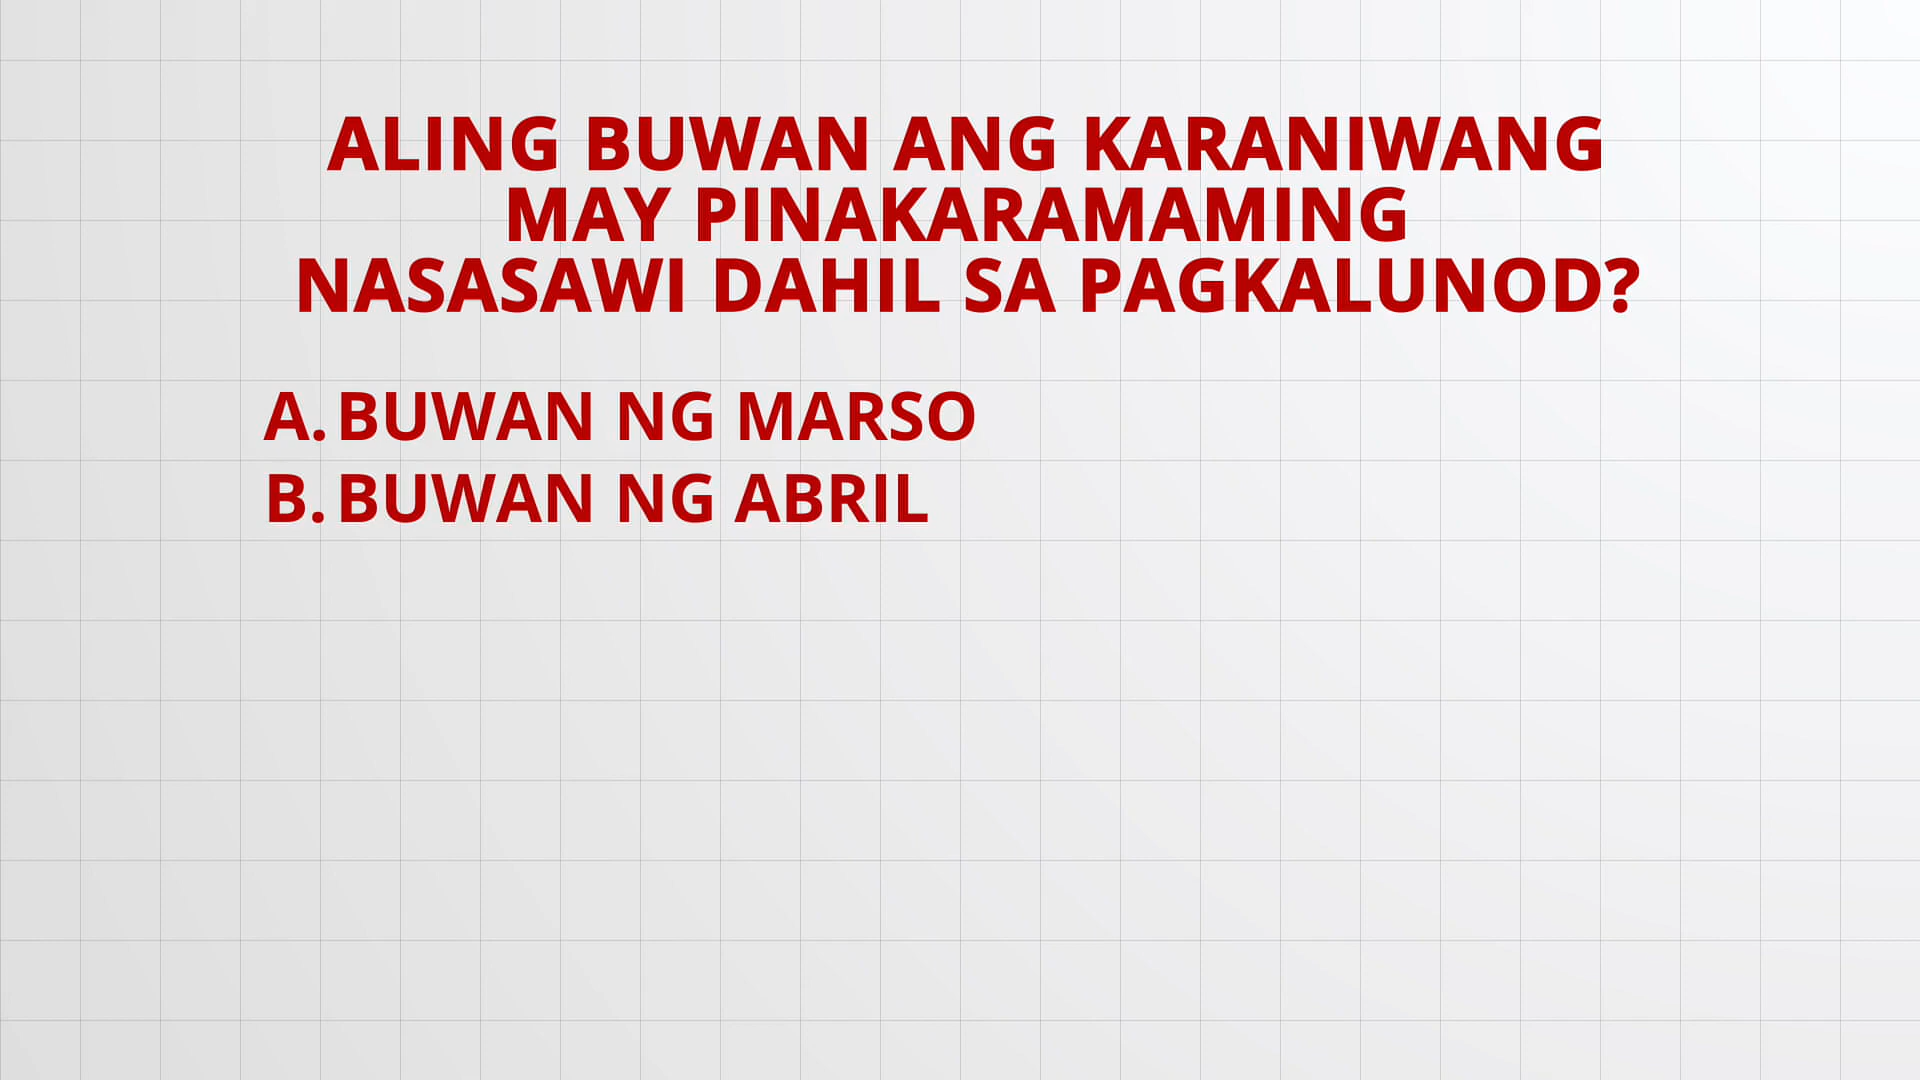 ALING BUWAN ANG KARANIWANG
MAY PINAKARAMAMING
NASASAWI DAHIL SA PAGKALUNOD?
A. BUWAN NG MARSO
B. BUWAN NG ABRIL